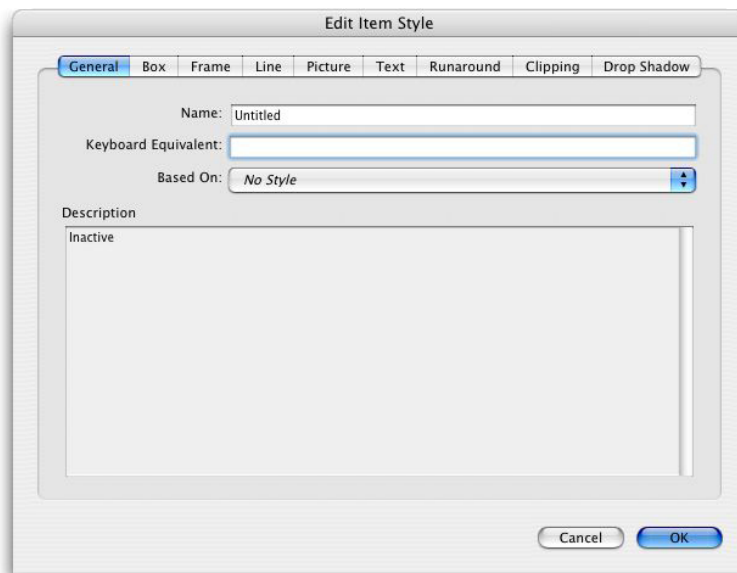 Edit Item Style
General Box Frame Line Picture Text Runaround Clipping Drop Shadow
Name: Untitled
Keyboard Equivalent:
Based On: No Style
Description
Inactive
Cancel OK